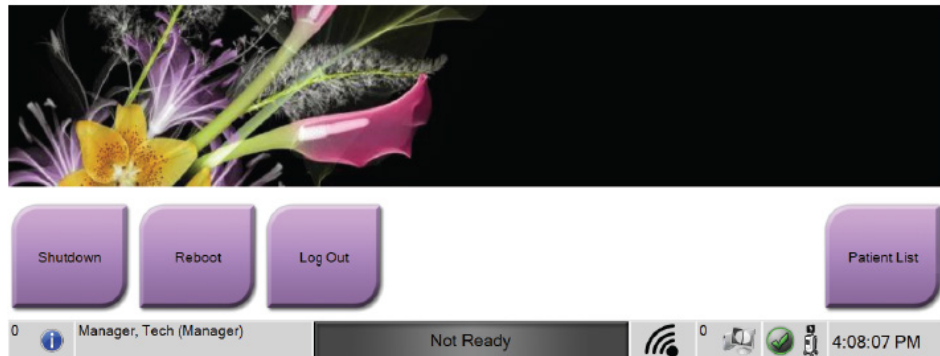 Shutdown
Reboot
Log Out
Patient List
0
Manager, Tech (Manager)
Not Ready
0
4:08:07 PM